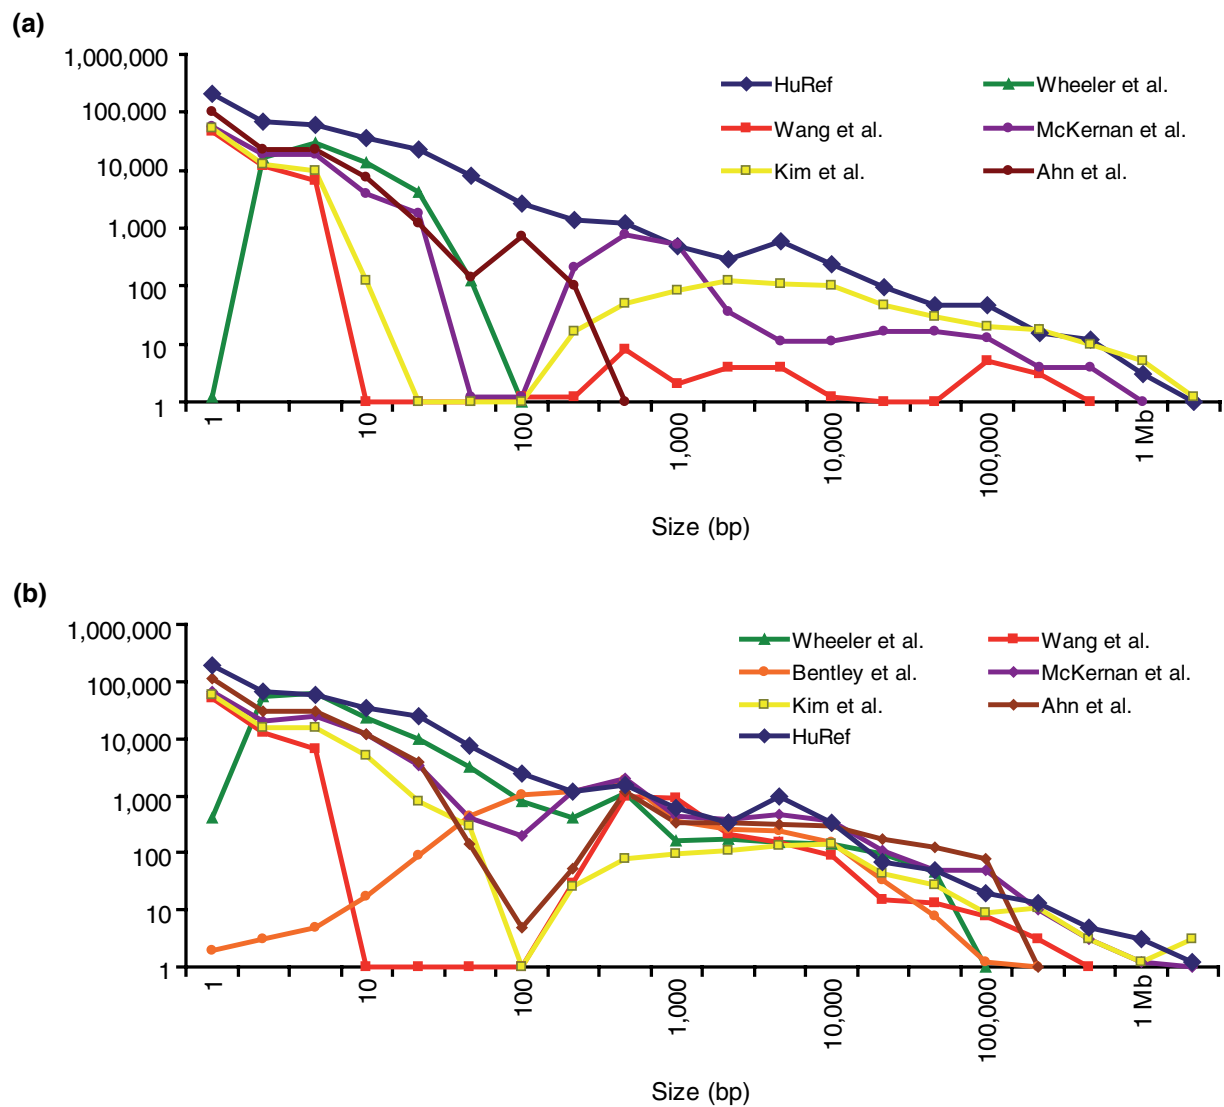 (a)
1,000,000
100,000
10,000
1,000
100
10
1
HuRef
Wheeler et al.
Wang et al.
McKernan et al.
Kim et al.
Ahn et al.
1
10
100
1,000
10,000
100,000
1 Mb
Size (bp)
(b)
1,000,000
100,000
10,000
1,000
100
10
1
Wheeler et al.
Wang et al.
Bentley et al.
McKernan et al.
Kim et al.
Ahn et al.
HuRef
1
10
100
1,000
10,000
100,000
1 Mb
Size (bp)